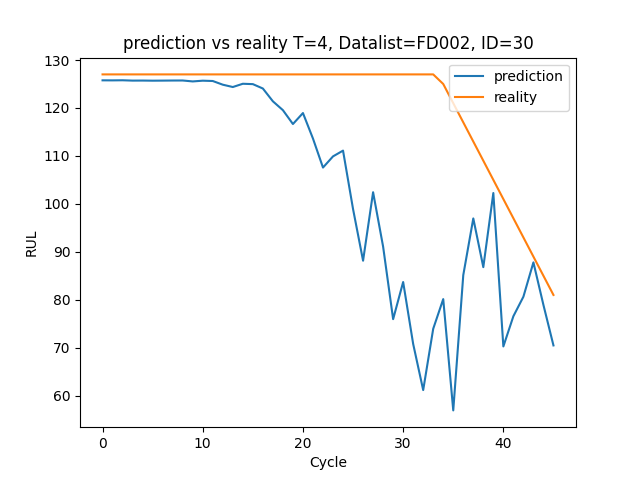 prediction vs reality T=4, Datalist=FD002, ID=30
prediction
reality
130
120
110
100
90
80
70
60
RUL
0 10 20 30 40
Cycle